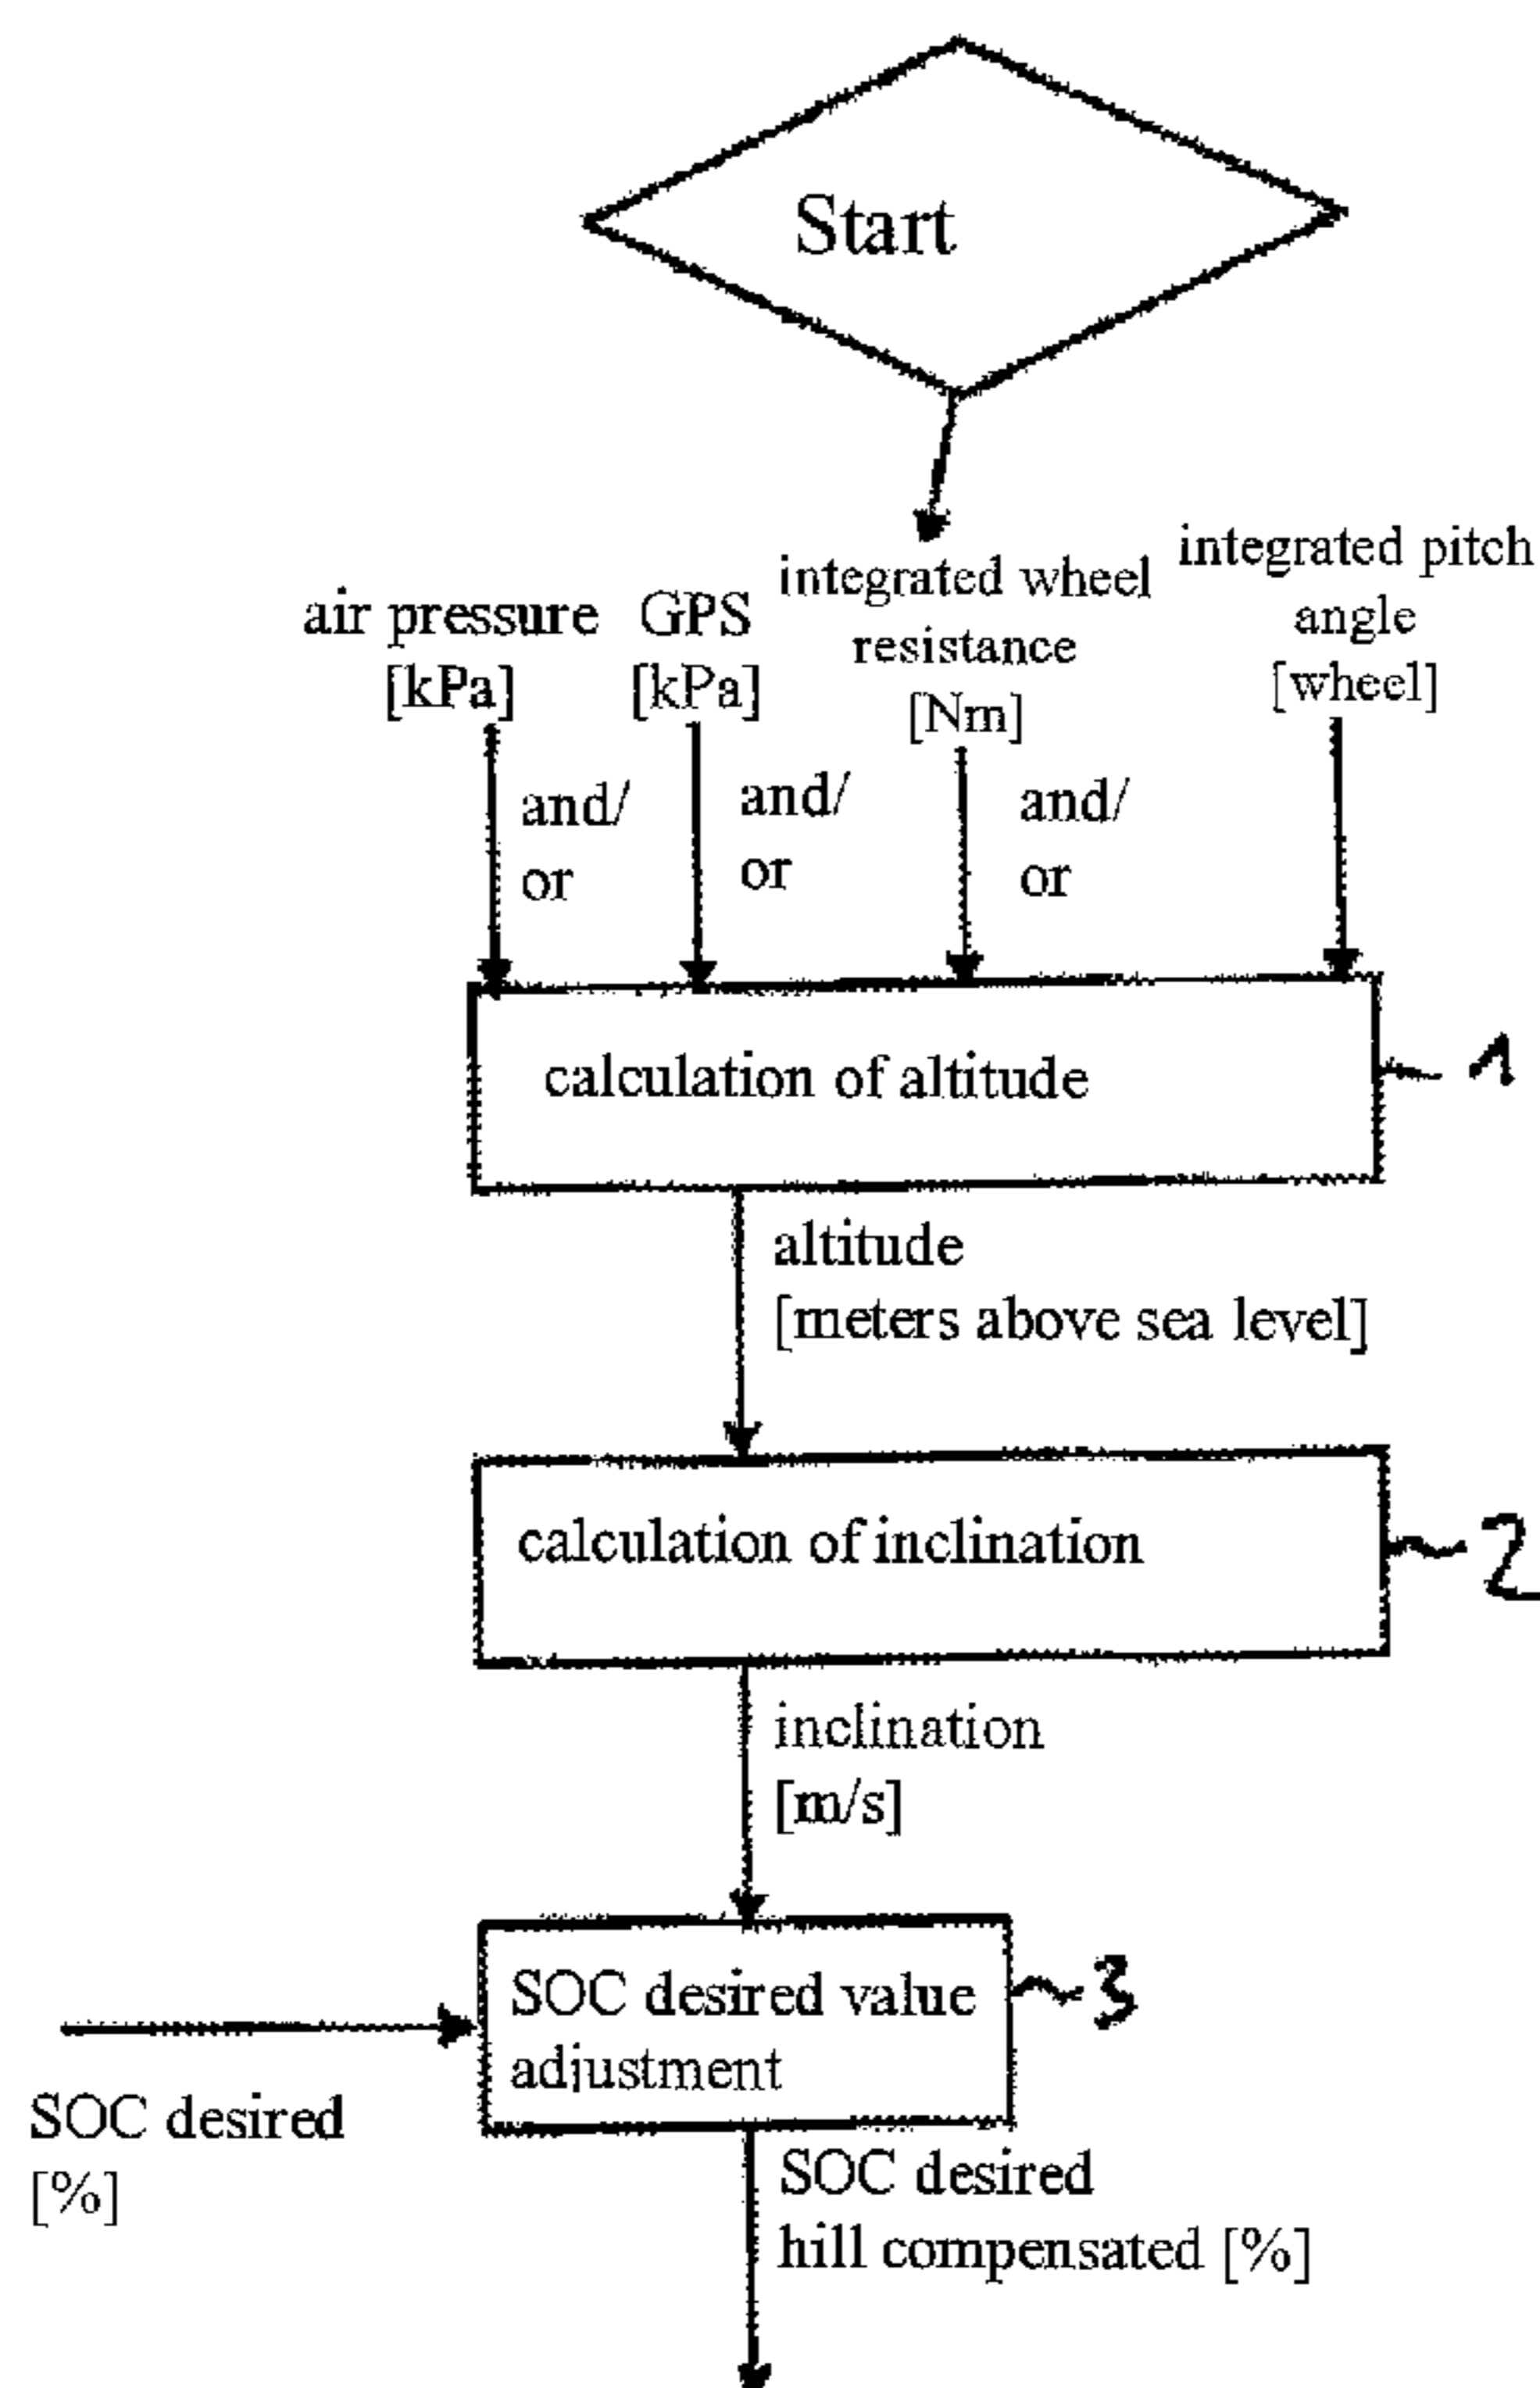 Start
air pressure
[kPa]
GPS
[kPa]
integrated wheel
resistance
[Nm]
integrated pitch
angle
[wheel]
and/
or
and/
or
and/
or
calculation of altitude
1
altitude
[meters above sea level]
calculation of inclination
2
inclination
[m/s]
SOC desired value
adjustment
3
SOC desired
[%]
SOC desired
hill compensated [%]